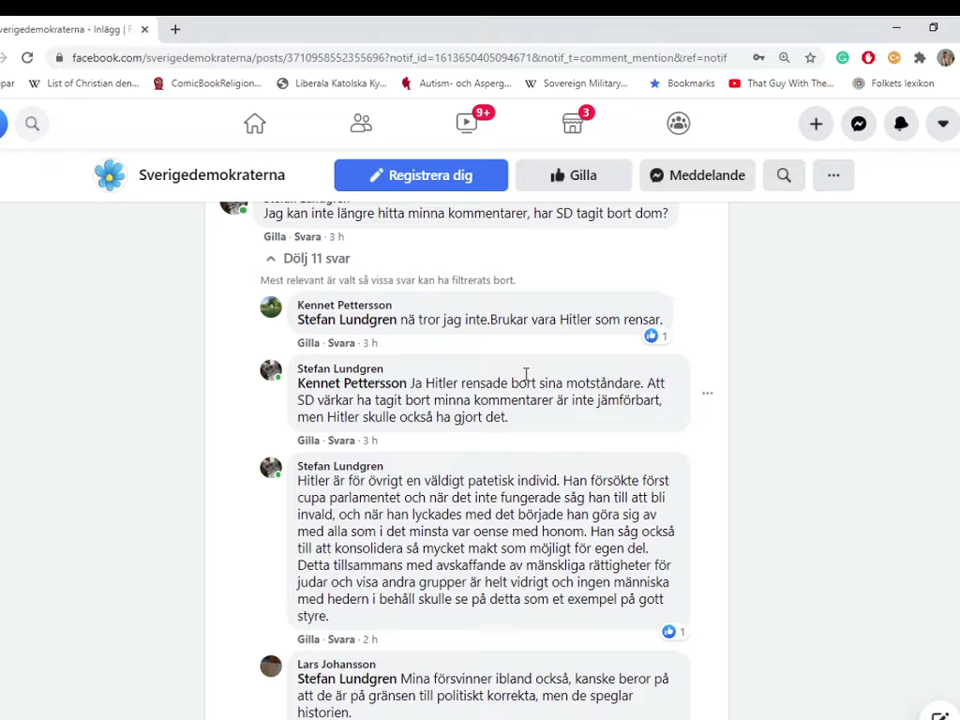 verigedemokraterna - Inlägg |
facebook.com/sverigedemokraterna/posts/3710958552355696?notif_id=1613650405094671&notif_t=comment_mention&ref=notif
par
List of Christian den...
ComicBookReligion...
Liberala Katolska Ky...
Autism- och Asperg...
Sovereign Military...
Bookmarks
That Guy With The...
Folkets lexikon
9+
3
Sverigedemokraterna
Registrera dig
Gilla
Meddelande
Stefan Lundgren
Jag kan inte längre hitta minna kommentarer, har SD tagit bort dom?
Gilla · Svara · 3 h
Dölj 11 svar
Mest relevant är valt så vissa svar kan ha filtrerats bort.
Kennet Pettersson
Stefan Lundgren nä tror jag inte.Brukar vara Hitler som rensar.
1
Gilla · Svara · 3 h
Stefan Lundgren
Kennet Pettersson Ja Hitler rensade bort sina motståndare. Att
SD värkar ha tagit bort minna kommentarer är inte jämförbart,
men Hitler skulle också ha gjort det.
Gilla · Svara · 3 h
Stefan Lundgren
Hitler är för övrigt en väldigt patetisk individ. Han försökte först
cupa parlamentet och när det inte fungerade såg han till att bli
invald, och när han lyckades med det började han göra sig av
med alla som i det minsta var oense med honom. Han såg också
till att konsolidera så mycket makt som möjligt för egen del.
Detta tillsammans med avskaffande av mänskliga rättigheter för
judar och visa andra grupper är helt vidrigt och ingen människa
med hedern i behåll skulle se på detta som et exempel på gott
styre.
1
Gilla · Svara · 2 h
Lars Johansson
Stefan Lundgren Mina försvinner ibland också, kanske beror på
att de är på gränsen till politiskt korrekta, men de speglar
historien.